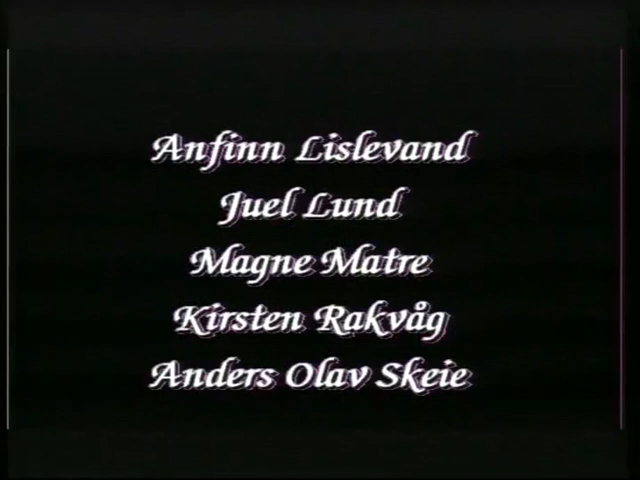 Anfinn Lislevand
Juel Lund
Magne Matre
Kirsten Rakvåg
Anders Olav Skeie